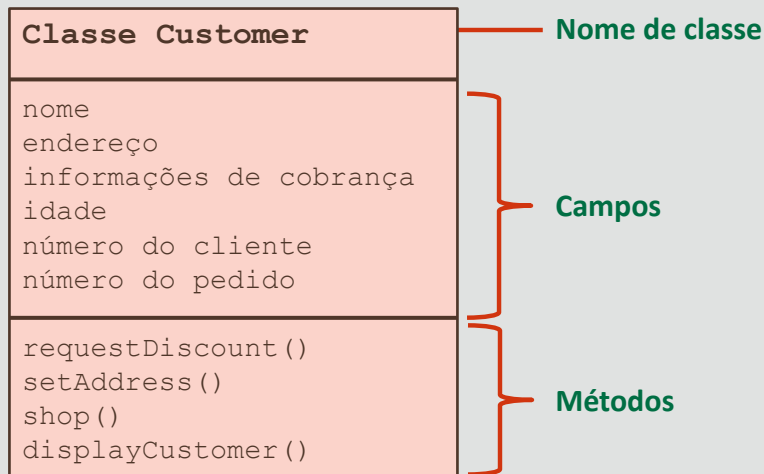 Classe Customer
Nome de classe
nome
endereço
informações de cobrança
idade
número do cliente
número do pedido
Campos
requestDiscount()
setAddress()
shop()
displayCustomer()
Métodos